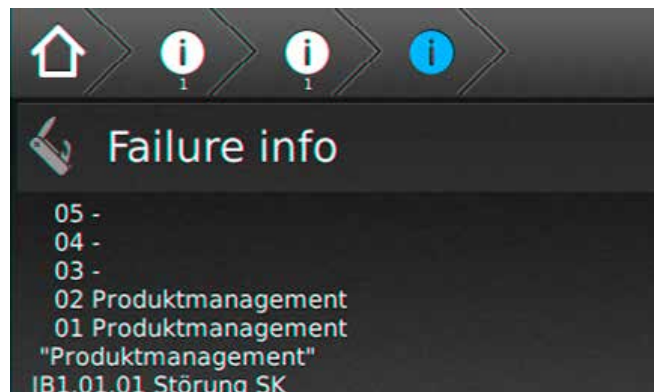 1 1
Failure info
05 -
04 -
03 -
02 Produktmanagement
01 Produktmanagement
"Produktmanagement"
IB1.01.01 Störung SK